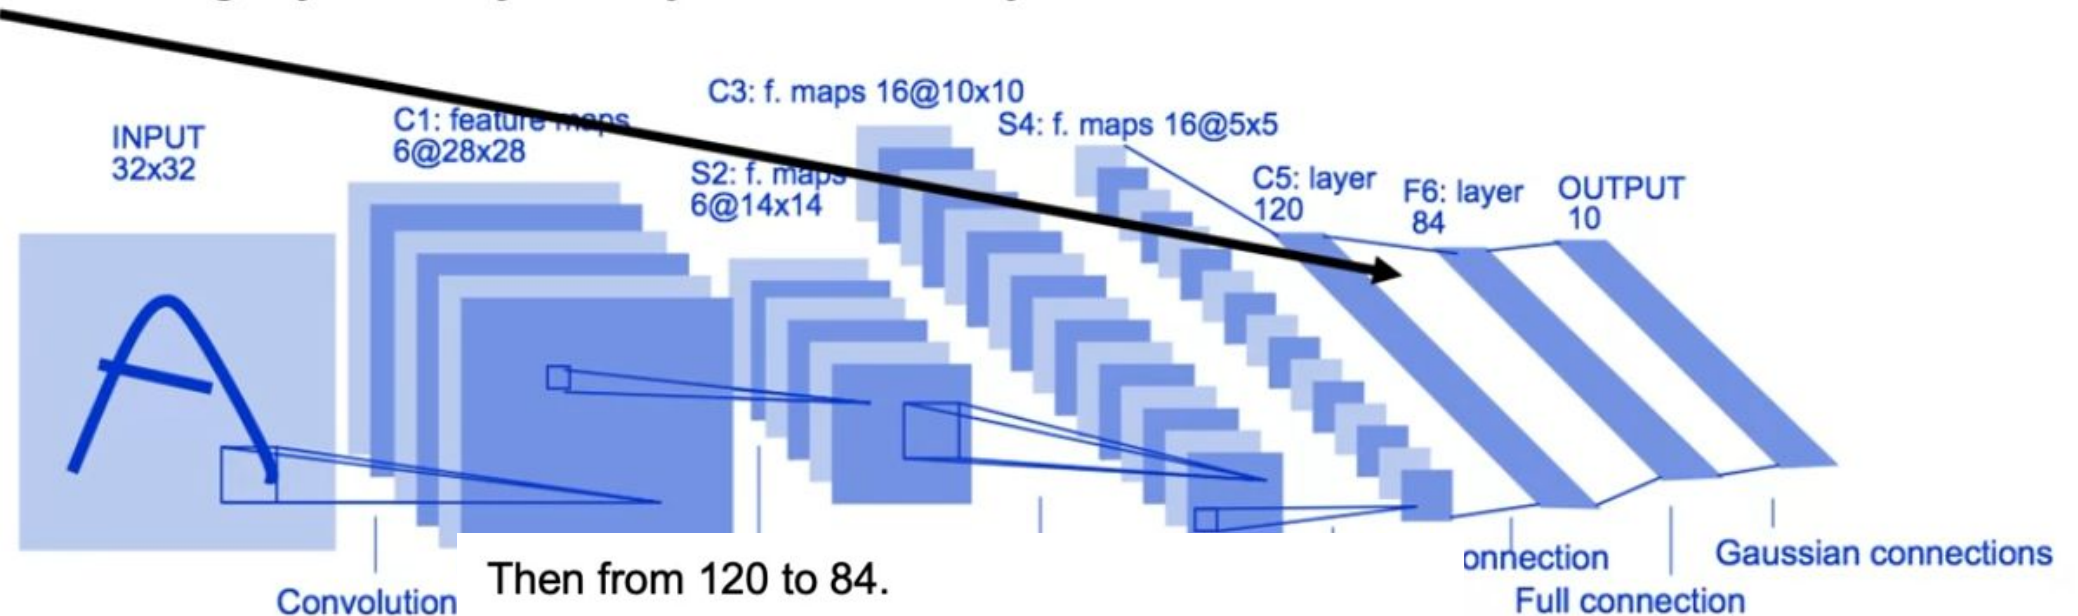 C3: f. maps 16@10x10
INPUT
32x32
C1: feature maps
6@28x28
S4: f. maps 16@5x5
S2: f. maps
6@14x14
C5: layer
120
F6: layer
84
OUTPUT
10
Convolution
Then from 120 to 84.
onnection
Full connection
Gaussian connections